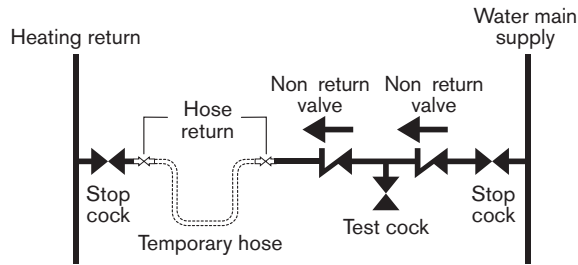 Water main
supply
Heating return
Non return
valve
Non return
valve
Hose
return
Stop
cock
Temporary hose
Test cock
Stop
cock